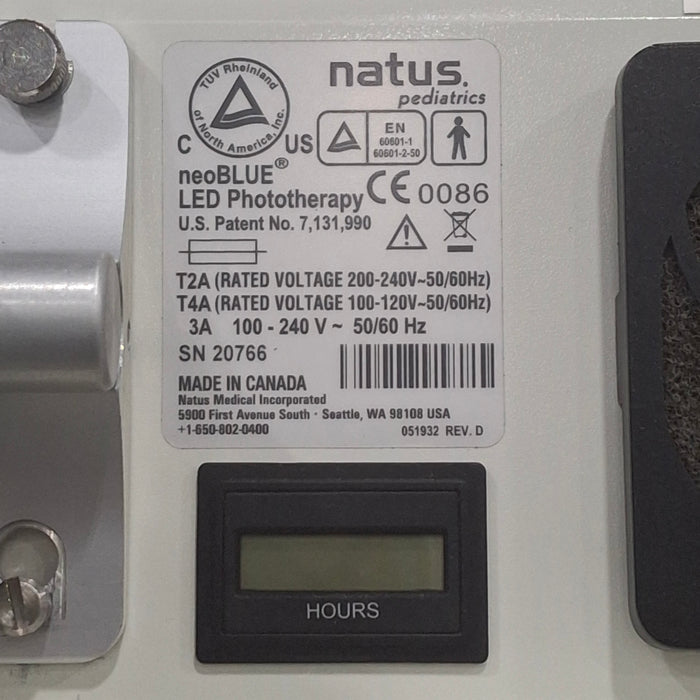 natus.
pediatrics
TUV Rheinland
of North America, Inc.
C US
EN
60601-1
60601-2-50
neoBLUE®
LED Phototherapy
CE 0086
U.S. Patent No. 7,131,990
T2A (RATED VOLTAGE 200-240V~50/60Hz)
T4A (RATED VOLTAGE 100-120V~50/60Hz)
3A 100 - 240 V ~ 50/60 Hz
SN 20766
MADE IN CANADA
Natus Medical Incorporated
5900 First Avenue South · Seattle, WA 98108 USA
+1-650-802-0400
051932 REV. D
HOURS